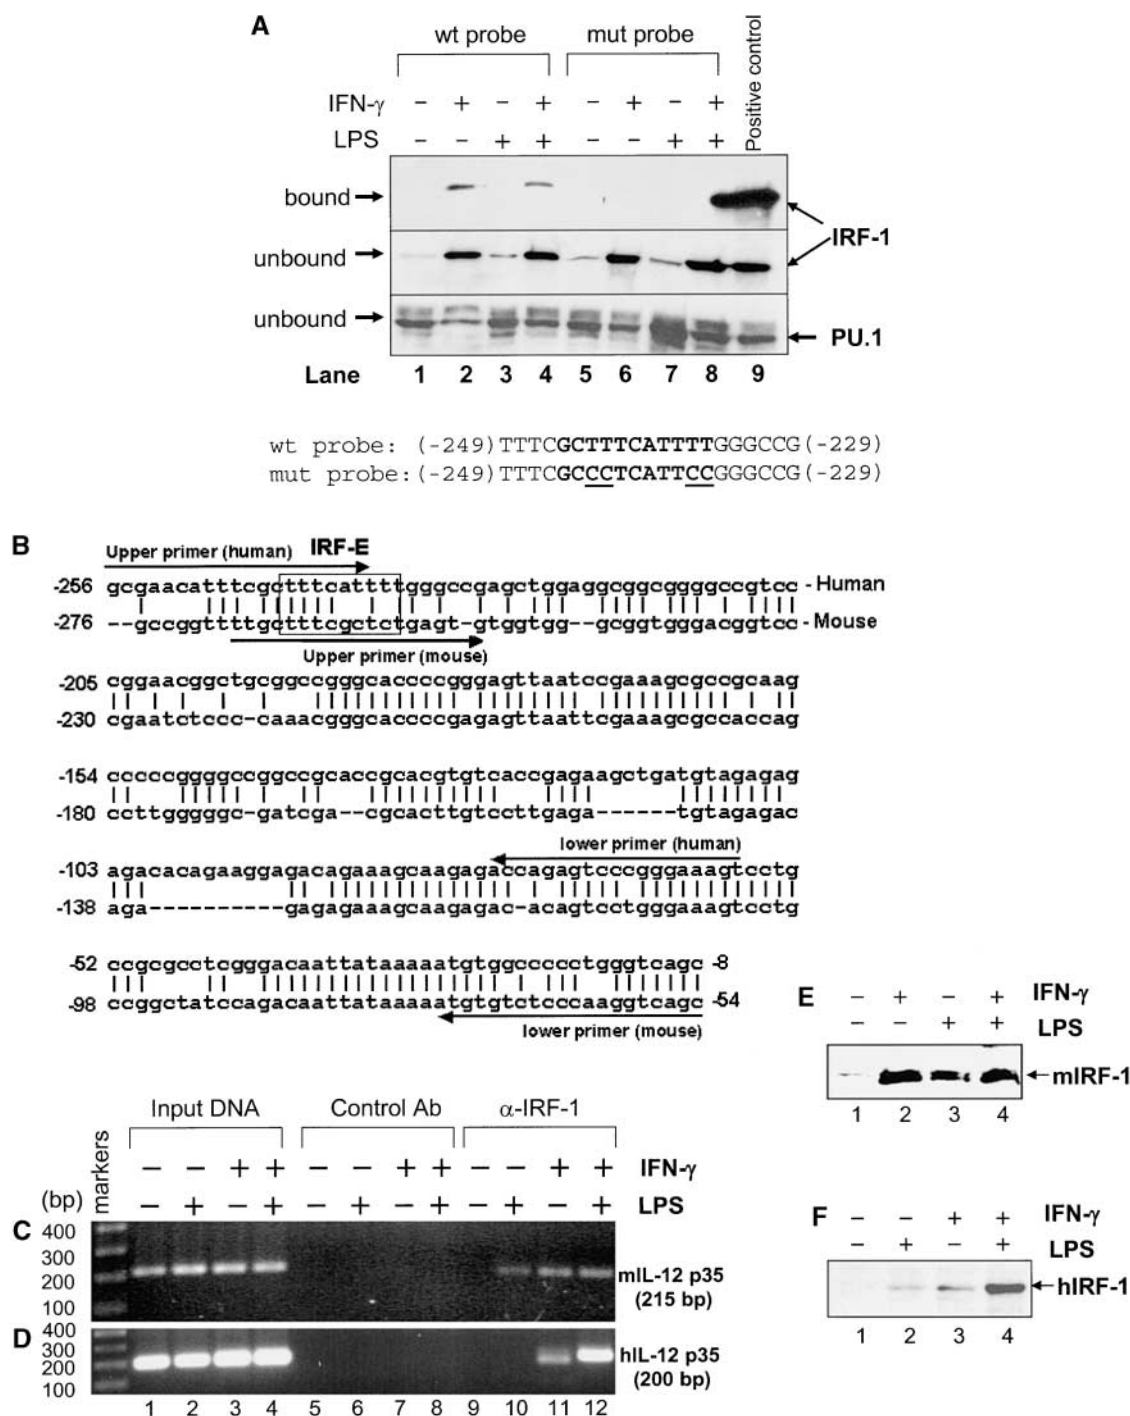 A
wt probe mut probe Positive control
IFN-γ – + – + – + – +
LPS – – + + – – + +
bound
IRF-1
unbound
unbound
PU.1
Lane 1 2 3 4 5 6 7 8 9
wt probe: (-249)TTTCGCTTTCATTTTGGGCCG(-229)
mut probe:(-249)TTTCGCCCTCATTCCGGGCCG(-229)
B
Upper primer (human) IRF-E
-256 gcgaacatttcgctttcattttgggccgagctggaggcggcggggccgtcc - Human
-276 --gccggttttgctttcgctctgagt-gtggtgg--gcggtgggacggtcc - Mouse
Upper primer (mouse)
-205 cggaacggctgcggccgggcaccccgggagttaatccgaaagcgccgcaag
-230 cgaatctccc-caaacgggcaccccgagagttaattcgaaagcgccaccag
-154 cccccggggccggccgcaccgcacgtgtcaccgagaagctgatgtagagag
-180 ccttgggggc-gatcga--cgcacttgtccttgaga------tgtagagac
lower primer (human)
-103 agacacagaaggagacagaaagcaagagaccagagtcccgggaaagtcctg
-138 aga----------gagagaaagcaagagac-acagtcctgggaaagtcctg
-52 ccgcgcctcgggacaattataaaaatgtggccccctgggtcagc -8
-98 ccggctatccagacaattataaaaatgtgtctcccaaggtcagc -54
lower primer (mouse)
E
– + – + IFN-γ
– – + + LPS
mIRF-1
1 2 3 4
Input DNA Control Ab α-IRF-1
markers
– – + + – – + + – – + + IFN-γ
(bp) – + – + – + – + – + – + LPS
C
400
300
200
100
mIL-12 p35
(215 bp)
D
400
300
200
100
hIL-12 p35
(200 bp)
1 2 3 4 5 6 7 8 9 10 11 12
F
– – + + IFN-γ
– + – + LPS
hIRF-1
1 2 3 4